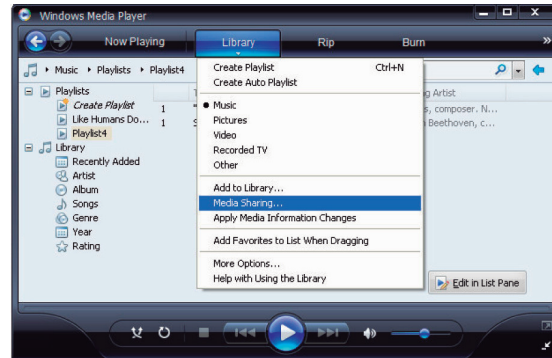 Windows Media Player
Now Playing
Library
Rip
Burn
»
Music ▸ Playlists ▸ Playlist4
Create Playlist Ctrl+N
Create Auto Playlist
Music
Pictures
Video
Recorded TV
Other
Add to Library...
Media Sharing...
Apply Media Information Changes
Add Favorites to List When Dragging
More Options...
Help with Using the Library
Playlists
Create Playlist
Like Humans Do...
Playlist4
Library
Recently Added
Artist
Album
Songs
Genre
Year
Rating
1
1
Artist
, composer. N...
Beethoven, c...
Edit in List Pane